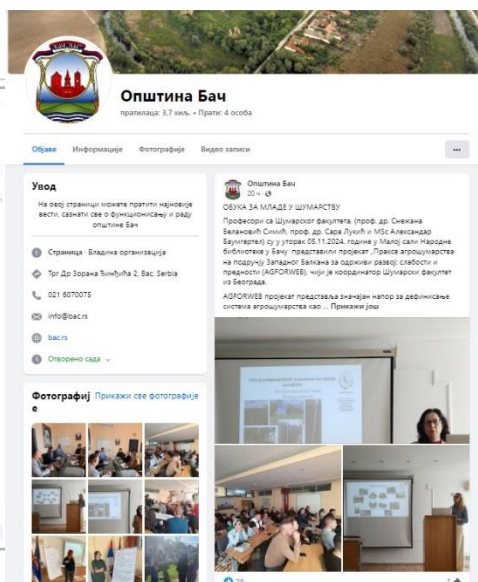 Општина Бач
пратилаца: 3,7 хиљ. • Прати: 4 особа
Објаве Информације Фотографије Видео записи
Увод
На овој страници можете пратити најновије
вести, сазнати све о функционисању и раду
општине Бач
Страница · Владина организација
Трг Др Зорана Ђинђића 2, Bac, Serbia
021 6070075
info@bac.rs
bac.rs
Отворено сада
Фотографиј
е
Прикажи све фотографије
Општина Бач
20 ч
ОБУКА ЗА МЛАДЕ У ШУМАРСТВУ
Професори са Шумарског факултета, (проф. др. Снежана
Белановић Симић, проф. др. Сара Лукић и MSc Александар
Баумгертел) су у уторак 05.11.2024. године у Малој сали Народне
библиотеке у Бачу представили пројекат „Праксе агрошумарства
на подручју Западног Балкана за одрживи развој: слабости и
предности (AGFORWEB), чији је координатор Шумарски факултет
из Београда.
AGFORWEB пројекат представља значајан напор за дефинисање
система агрошумарства као ... Прикажи још